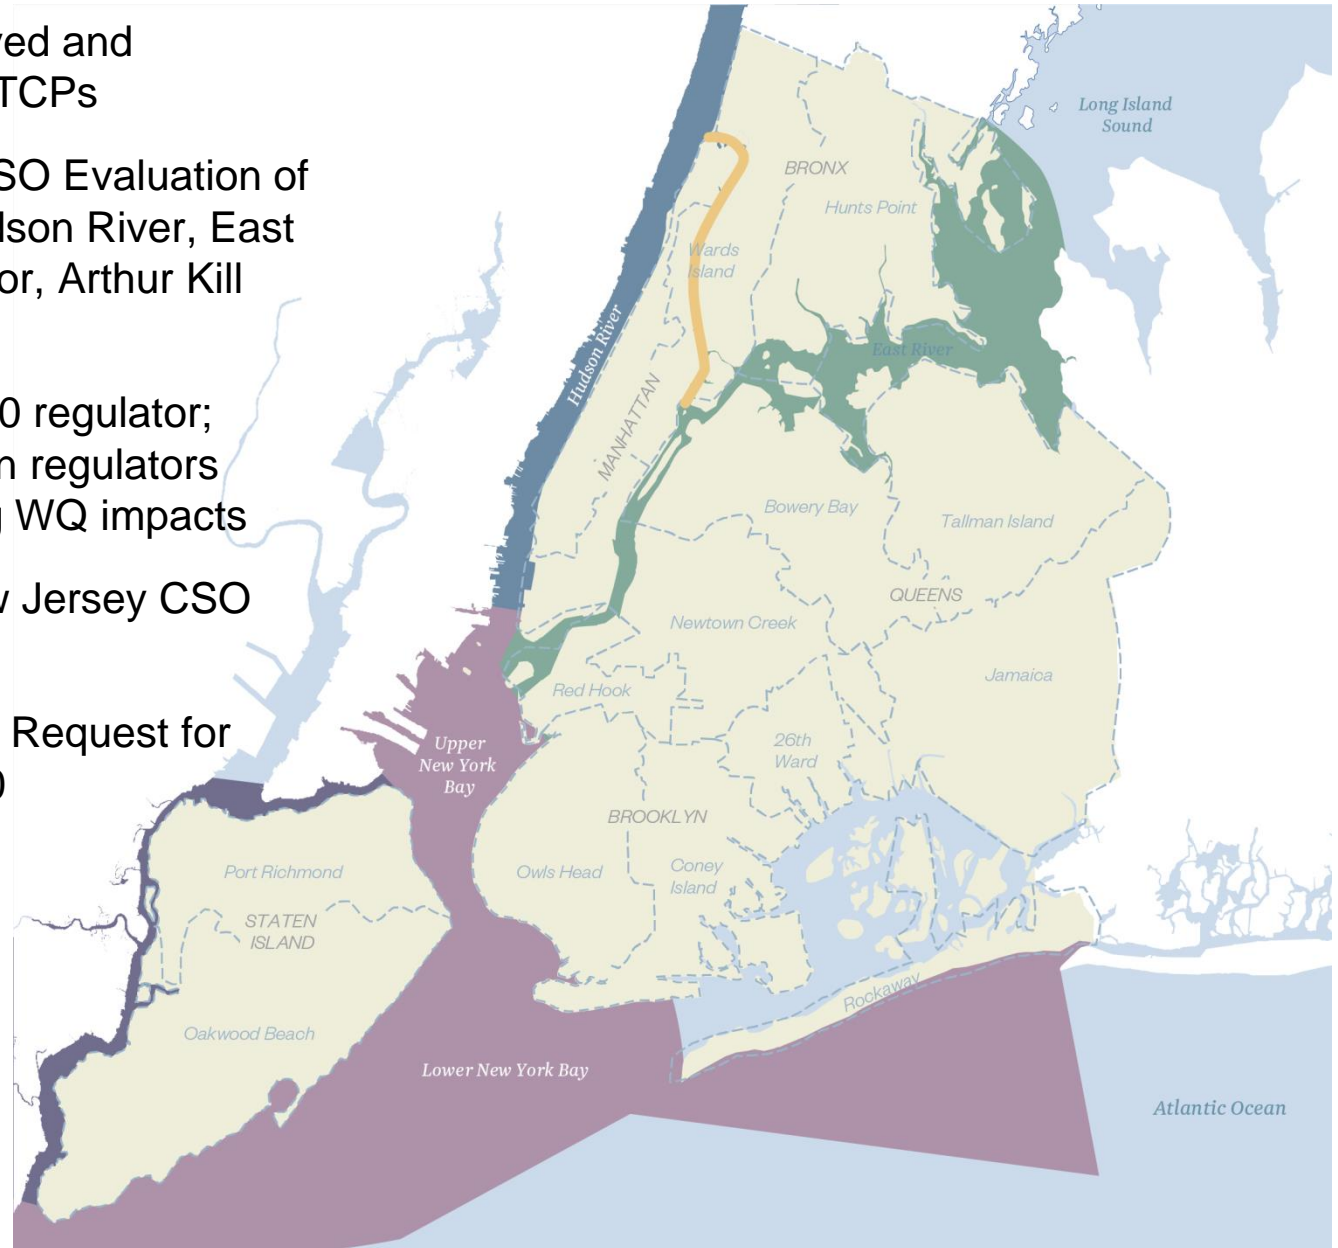 ved and
TCPs
SO Evaluation of
dson River, East
or, Arthur Kill
0 regulator;
n regulators
g WQ impacts
w Jersey CSO
Request for
0
Long Island
Sound
BRONX
Hunts Point
Wards
Island
Hudson River
East River
MANHATTAN
Bowery Bay
Tallman Island
QUEENS
Newtown Creek
Jamaica
Red Hook
26th
Ward
Upper
New York
Bay
BROOKLYN
Port Richmond
Owls Head
Coney
Island
STATEN
ISLAND
Rockaway
Oakwood Beach
Lower New York Bay
Atlantic Ocean